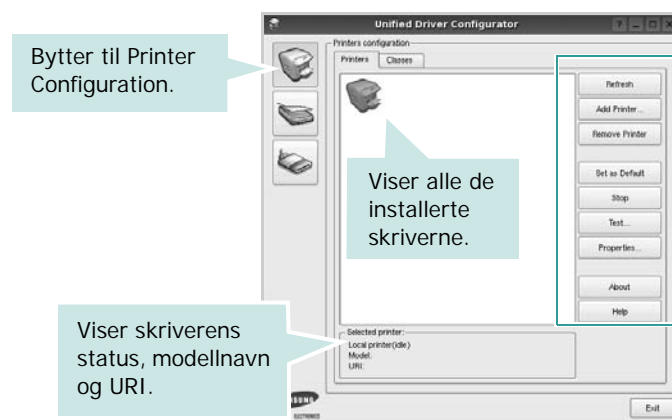 Unified Driver Configurator
Bytter til Printer
Configuration.
Printers configuration
Printers Classes
Refresh
Add Printer...
Remove Printer
Set as Default
Stop
Test...
Properties...
About
Help
Viser alle de
installerte
skriverne.
Viser skriverens
status, modellnavn
og URI.
Selected printer:
Local printer(idle)
Model:
URI:
ELECTRONICS
Exit